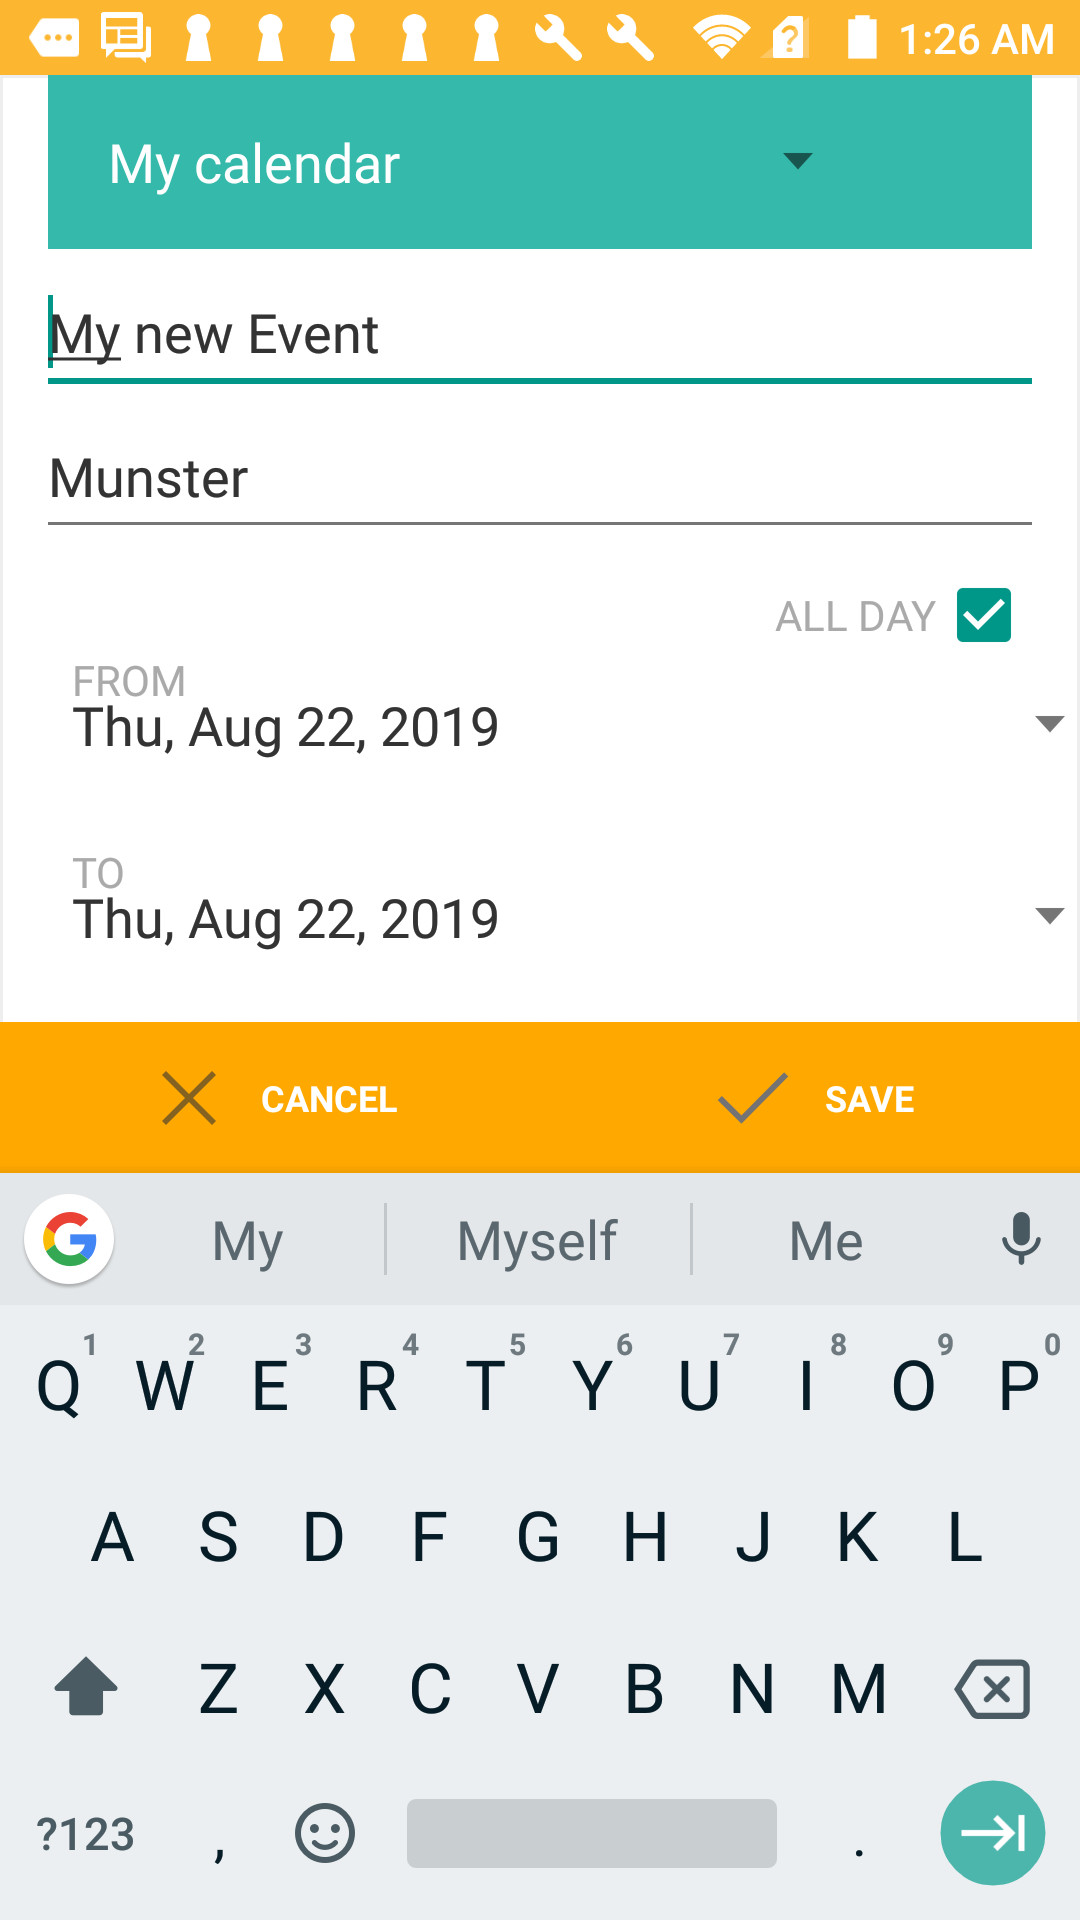 1:26 AM
My calendar
My new Event
Munster
ALL DAY
FROM
Thu, Aug 22, 2019
TO
Thu, Aug 22, 2019
CANCEL SAVE
My Myself Me
1 2 3 4 5 6 7 8 9 0
Q W E R T Y U I O P
A S D F G H J K L
Z X C V B N M
?123 , .